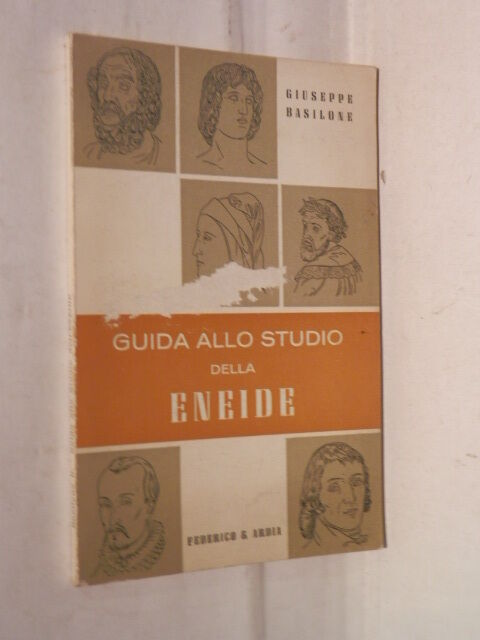 GIUSEPPE
BASILONE
GUIDA ALLO STUDIO
DELLA
ENEIDE
FEDERICO & ARDIA